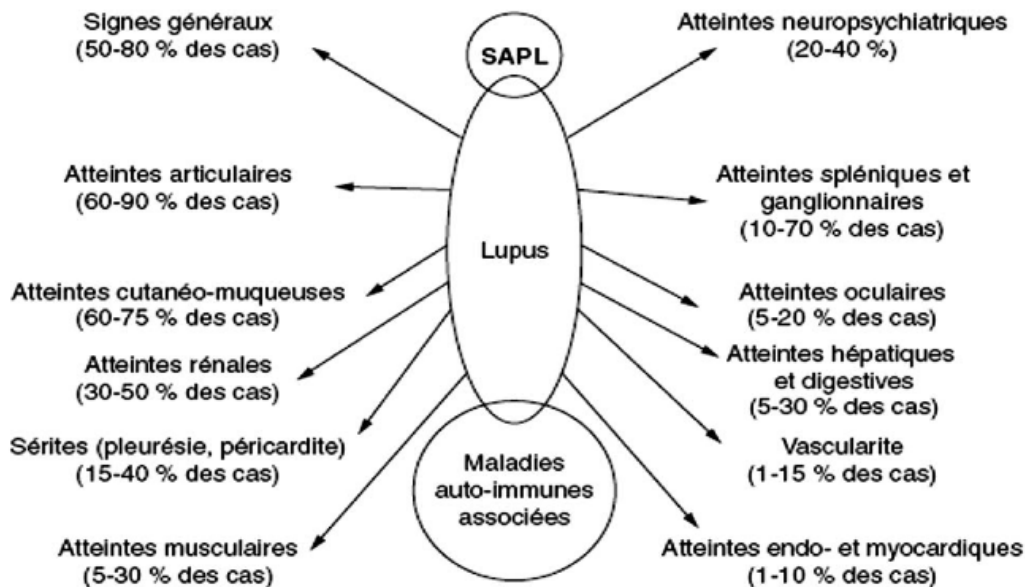 Signes généraux
(50-80 % des cas)
SAPL
Atteintes neuropsychiatriques
(20-40 %)
Atteintes articulaires
(60-90 % des cas)
Atteintes spléniques et
ganglionnaires
(10-70 % des cas)
Lupus
Atteintes cutanéo-muqueuses
(60-75 % des cas)
Atteintes oculaires
(5-20 % des cas)
Atteintes rénales
(30-50 % des cas)
Atteintes hépatiques
et digestives
(5-30 % des cas)
Sérites (pleurésie, péricardite)
(15-40 % des cas)
Maladies
auto-immunes
associées
Vascularite
(1-15 % des cas)
Atteintes musculaires
(5-30 % des cas)
Atteintes endo- et myocardiques
(1-10 % des cas)